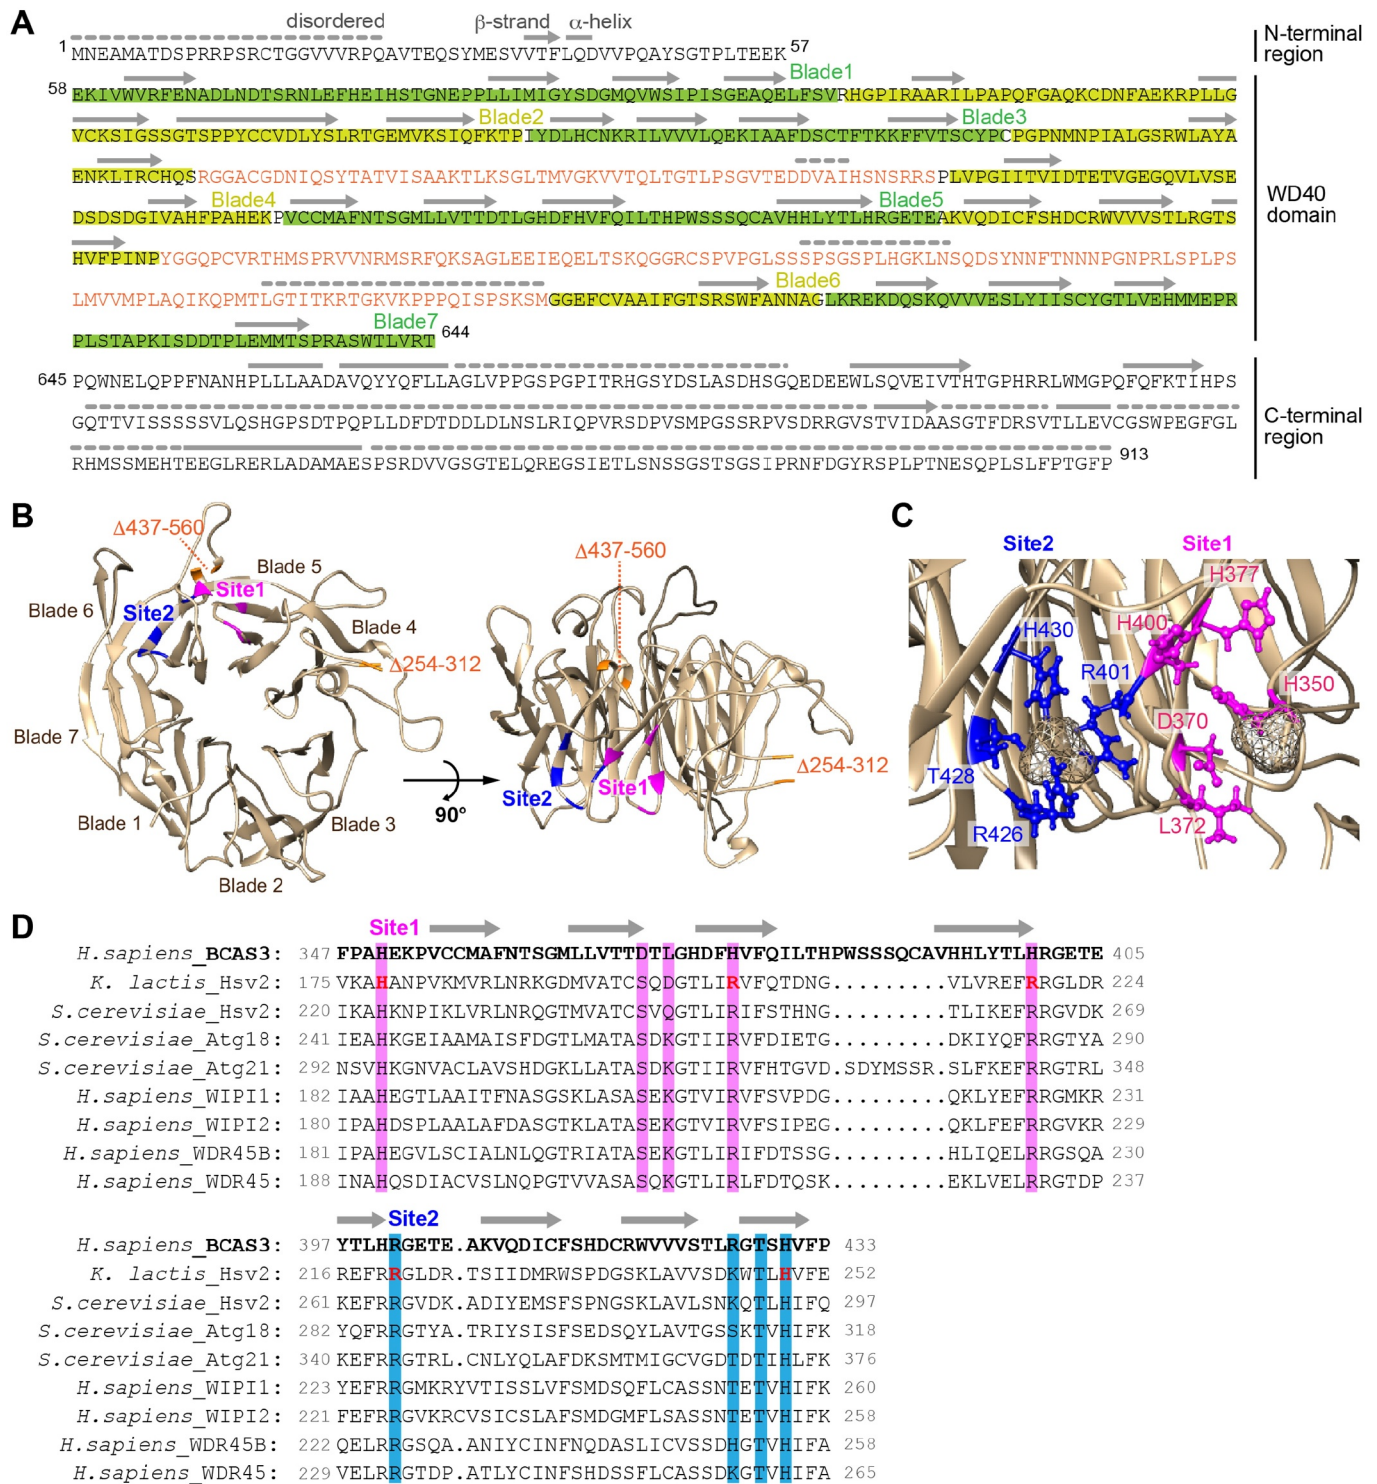 A
disordered β-strand α-helix
1 MNEAMATDSPRRPSRCTGGVVVRPQAVTEQSYMESVVTFLQDVVPQAYSGTPLTEEK 57
N-terminal region
Blade1
58 EKIVWVRFENADLNDTSRNLEFHEIHSTGNEPPLLIMIGYSDGMQVWSIPISGEAQELFSVRHGPIRAARILPAPQFGAQKCDNFAEKRPLLG
Blade2 Blade3
VCKSIGSSGTSPPYCCVDLYSLRTGEMVKSIQFKTPIYDLHCNKRILVVVLQEKIAAFDSCTFTKKFFVTSCYPCPGPNMNPIALGSRWLAYA
ENKLIRCHQSRGGACGDNIQSYTATVISAAKTLKSGLTMVGKVVTQLTGTLPSGVTEDDVAIHSNSRRSPLVPGIITVIDTETVGEGQVLVSE
WD40 domain
Blade4 Blade5
DSDSDGIVAHFPAHEKPVCCMAFNTSGMLLVTTDTLGHDFHVFQILTHPWSSSQCAVHHLYTLHRGETEAKVQDICFSHDCRWVVVSTLRGTS
HVFPINPYGGQPCVRTHMSPRVVNRMSRFQKSAGLEEIEQELTSKQGGRCSPVPGLSSSPSGSPLHGKLNSQDSYNNFTNNNPGNPRLSPLPS
Blade6
LMVVMPLAQIKQPMTLGTITKRTGKVKPPPQISPSKSMGGEFCVAAIFGTSRSWFANNAGLKREKDQSKQVVVESLYIISCYGTLVEHMMEPR
Blade7
PLSTAPKISDDTPLEMMTSPRASWTLVRT 644
645 PQWNELQPPFNANHPLLLAADAVQYYQFLLAGLVPPGSPGPITRHGSYDSLASDHSGQEDEEWLSQVEIVTHTGPHRRLWMGPQFQFKTIHPS
GQTTVISSSSSVLQSHGPSDTPQPLLDFDTDDLDLNSLRIQPVRSDPVSMPGSSRPVSDRRGVSTVIDAASGTFDRSVTLLEVCGSWPEGFGL
C-terminal region
RHMSSMEHTEEGLRERLADAMAESPSRDVVGSGTELQREGSIETLSNSSGSTSGSIPRNFDGYRSPLPTNESQPLSLFPTGFP 913
B
Δ437-560
Blade 5
Site1
Blade 6
Site2
Blade 4
Δ254-312
Blade 7
Blade 1
Blade 3
Blade 2
90°
Δ437-560
Δ254-312
Site2
Site1
C
Site2 Site1
H377
H430
H400
R401
H350
D370
T428
L372
R426
D
Site1
H.sapiens_BCAS3: 347 FPAHEKPVCCMAFNTSGMLLVTTDTLGHDFHVFQILTHPWSSSQCAVHHLYTLHRGETE 405
K. lactis_Hsv2: 175 VKAHANPVKMVRLNRKGDMVATCSQDGTLIRVFQTDNG.........VLVREFRRGLDR 224
S.cerevisiae_Hsv2: 220 IKAHKNPIKLVRLNRQGTMVATCSVQGTLIRIFSTHNG.........TLIKEFRRGVDK 269
S.cerevisiae_Atg18: 241 IEAHKGEIAAMAISFDGTLMATASDKGTIIRVFDIETG.........DKIYQFRRGTYA 290
S.cerevisiae_Atg21: 292 NSVHKGNVACLAVSHDGKLLATASDKGTIIRVFHTGVD.SDYMSSR.SLFKEFRRGTRL 348
H.sapiens_WIPI1: 182 IAAHEGTLAAITFNASGSKLASASEKGTVIRVFSVPDG.........QKLYEFRRGMKR 231
H.sapiens_WIPI2: 180 IPAHDSPLAALAFDASGTKLATASEKGTVIRVFSIPEG.........QKLFEFRRGVKR 229
H.sapiens_WDR45B: 181 IPAHEGVLSCIALNLQGTRIATASEKGTLIRIFDTSSG.........HLIQELRRGSQA 230
H.sapiens_WDR45: 188 INAHQSDIACVSLNQPGTVVASASQKGTLIRLFDTQSK.........EKLVELRRGTDP 237
Site2
H.sapiens_BCAS3: 397 YTLHRGETE.AKVQDICFSHDCRWVVVSTLRGTSHVFP 433
K. lactis_Hsv2: 216 REFRRGLDR.TSIIDMRWSPDGSKLAVVSDKWTLHVFE 252
S.cerevisiae_Hsv2: 261 KEFRRGVDK.ADIYEMSFSPNGSKLAVLSNKQTLHIFQ 297
S.cerevisiae_Atg18: 282 YQFRRGTYA.TRIYSISFSEDSQYLAVTGSSKTVHIFK 318
S.cerevisiae_Atg21: 340 KEFRRGTRL.CNLYQLAFDKSMTMIGCVGDTDTIHLFK 376
H.sapiens_WIPI1: 223 YEFRRGMKRYVTISSLVFSMDSQFLCASSNTETVHIFK 260
H.sapiens_WIPI2: 221 FEFRRGVKRCVSICSLAFSMDGMFLSASSNTETVHIFK 258
H.sapiens_WDR45B: 222 QELRRGSQA.ANIYCINFNQDASLICVSSDHGTVHIFA 258
H.sapiens_WDR45: 229 VELRRGTDP.ATLYCINFSHDSSFLCASSDKGTVHIFA 265